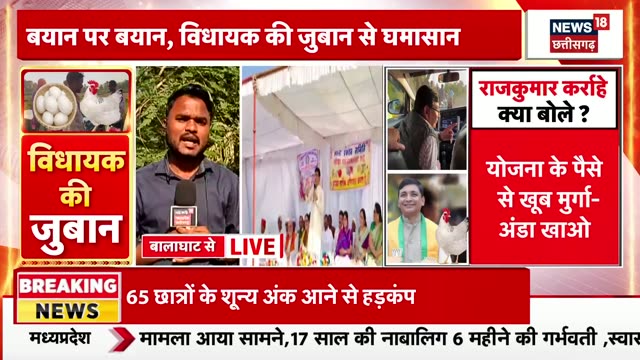 बयान पर बयान, विधायक की जुबान से घमासान
NEWS 18
छत्तीसगढ़
विधायक
की
जुबान
बालाघाट से
LIVE
राजकुमार कर्राहे
क्या बोले ?
योजना के पैसे
से खूब मुर्गा-
अंडा खाओ
BREAKING
NEWS
65 छात्रों के शून्य अंक आने से हड़कंप
मध्यप्रदेश
मामला आया सामने,17 साल की नाबालिग 6 महीने की गर्भवती ,स्वास